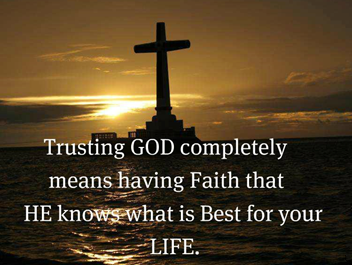 Trusting GOD completely
means having Faith that
HE knows what is Best for your
LIFE.